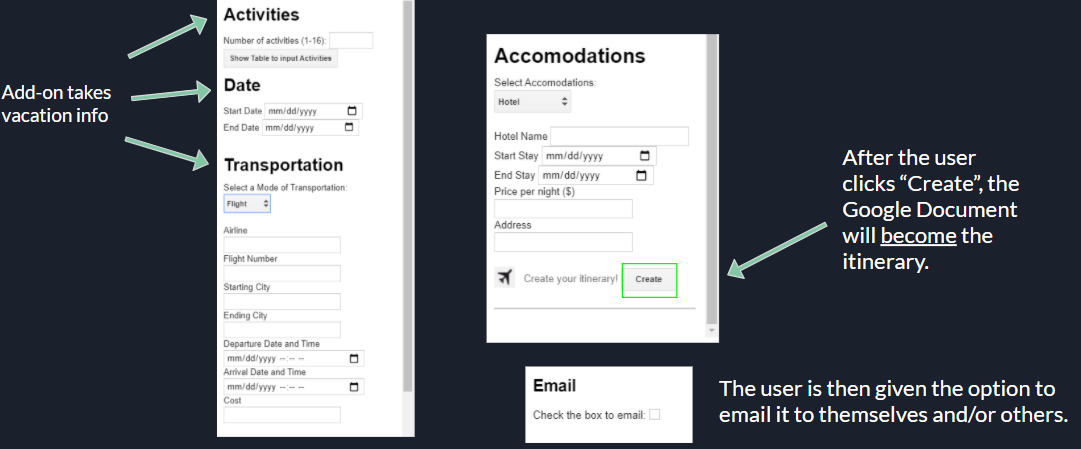 Add-on takes
vacation info
Activities
Number of activities (1-16):
Show Table to input Activities
Date
Start Date mm/dd/yyyy
End Date mm/dd/yyyy
Transportation
Select a Mode of Transportation:
Flight
Airline
Flight Number
Starting City
Ending City
Departure Date and Time
mm/dd/yyyy --:-- --
Arrival Date and Time
mm/dd/yyyy --:-- --
Cost
Accomodations
Select Accomodations:
Hotel
Hotel Name
Start Stay mm/dd/yyyy
End Stay mm/dd/yyyy
Price per night ($)
Address
Create your itinerary! Create
After the user
clicks “Create”, the
Google Document
will become the
itinerary.
Email
Check the box to email:
The user is then given the option to
email it to themselves and/or others.